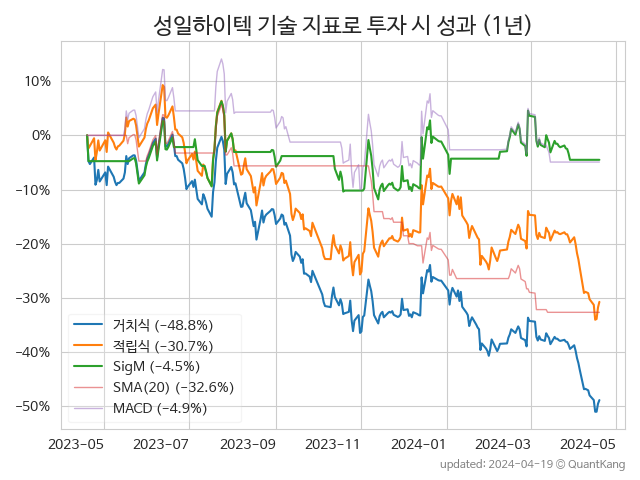 성일하이텍 기술 지표로 투자 시 성과 (1년)
10%
0%
−10%
−20%
−30%
−40%
−50%
거치식 (−48.8%)
적립식 (−30.7%)
SigM (−4.5%)
SMA(20) (−32.6%)
MACD (−4.9%)
2023−05 2023−07 2023−09 2023−11 2024−01 2024−03 2024−05
updated: 2024−04−19 © QuantKang